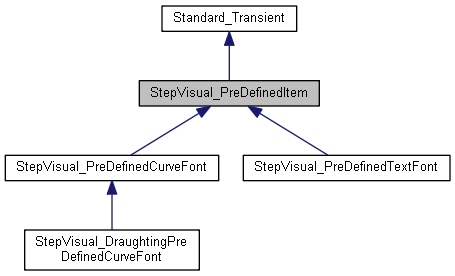 Standard_Transient
StepVisual_PreDefinedItem
StepVisual_PreDefinedCurveFont
StepVisual_PreDefinedTextFont
StepVisual_DraughtingPre
DefinedCurveFont